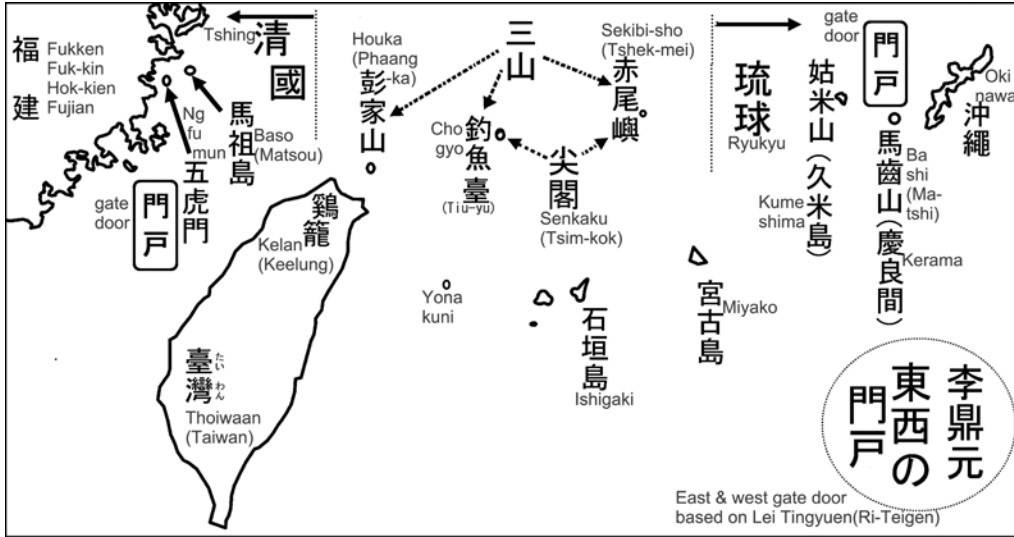 福建
Fukken
Fuk-kin
Hok-kien
Fujian
Tshing
清國
Ng
fu
mun
五虎門
馬祖島
Baso
(Matsou)
gate
door
門戸
Houka
(Phaang
-ka)
彭家山
三山
Sekibi-sho
(Tshek-mei)
赤尾嶼
Cho
gyo
釣魚臺
(Tiu-yu)
尖閣
Senkaku
(Tsim-kok)
琉球
Ryukyu
姑米山(久米島)
Kume
shima
gate
door
門戸
馬齒山(慶良間)
Ba
shi
(Ma-
tshi)
Kerama
Oki
nawa
沖繩
鷄籠
Kelan
(Keelung)
臺灣
たいわん
Thoiwaan
(Taiwan)
Yona
kuni
石垣島
Ishigaki
宮古島
Miyako
李鼎元
東西の
門戸
East & west gate door
based on Lei Tingyuen(Ri-Teigen)